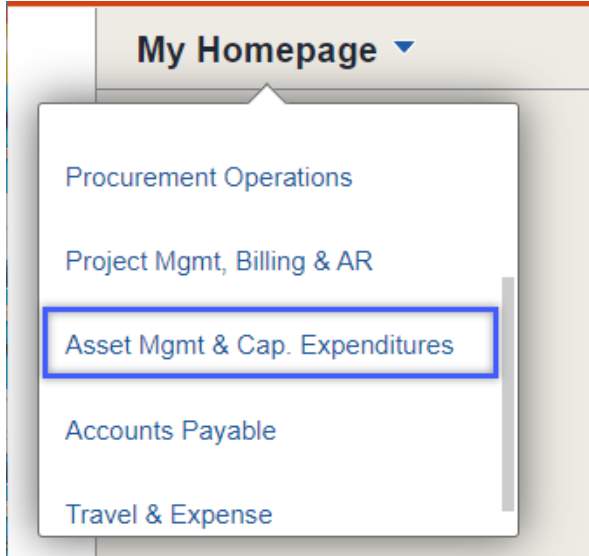 My Homepage
Procurement Operations
Project Mgmt, Billing & AR
Asset Mgmt & Cap. Expenditures
Accounts Payable
Travel & Expense